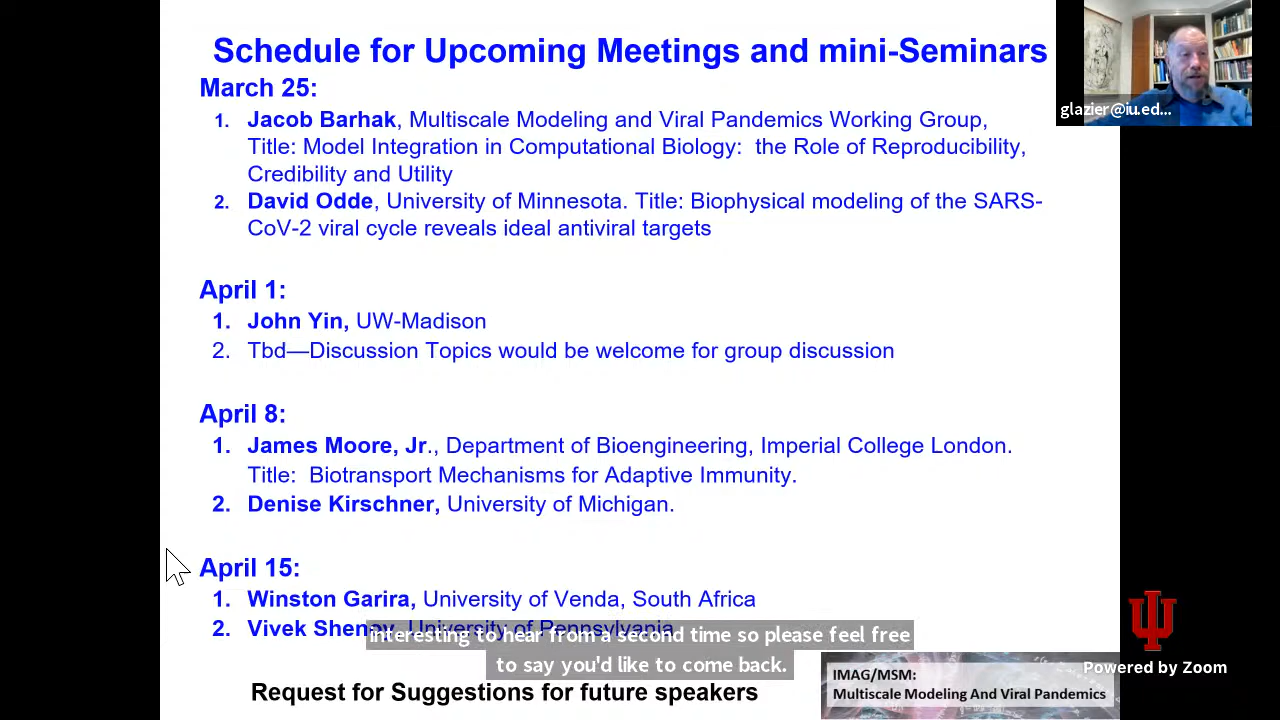 Schedule for Upcoming Meetings and mini-Seminars
glazier@iu.ed...
March 25:
1. Jacob Barhak, Multiscale Modeling and Viral Pandemics Working Group,
Title: Model Integration in Computational Biology: the Role of Reproducibility,
Credibility and Utility
2. David Odde, University of Minnesota. Title: Biophysical modeling of the SARS-
CoV-2 viral cycle reveals ideal antiviral targets
April 1:
1. John Yin, UW-Madison
2. Tbd—Discussion Topics would be welcome for group discussion
April 8:
1. James Moore, Jr., Department of Bioengineering, Imperial College London.
Title: Biotransport Mechanisms for Adaptive Immunity.
2. Denise Kirschner, University of Michigan.
April 15:
1. Winston Garira, University of Venda, South Africa
2. Vivek Shenoy, University of Pennsylvania
interesting to hear from a second time so please feel free
to say you'd like to come back.
Powered by Zoom
IMAG/MSM:
Multiscale Modeling And Viral Pandemics
Request for Suggestions for future speakers